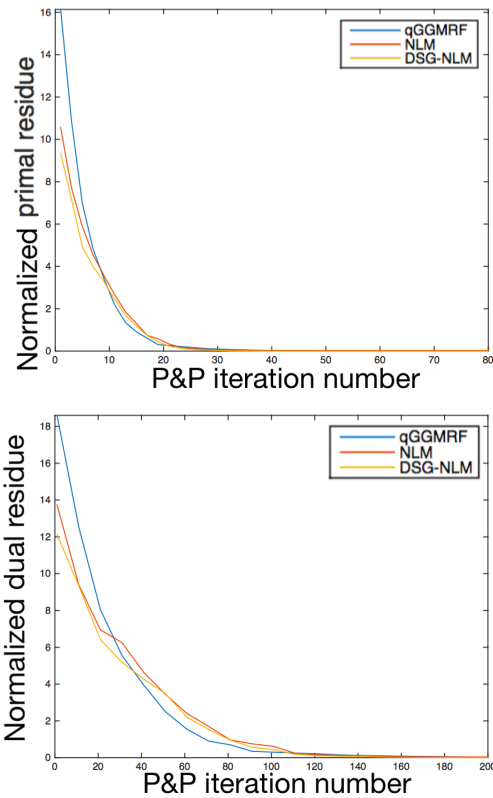 16
14
12
10
8
6
4
2
0
Normalized primal residue
qGGMRF
NLM
DSG-NLM
0 10 20 30 40 50 60 70 80
P&P iteration number
18
16
14
12
10
8
6
4
2
0
Normalized dual residue
qGGMRF
NLM
DSG-NLM
0 20 40 60 80 100 120 140 160 180 200
P&P iteration number